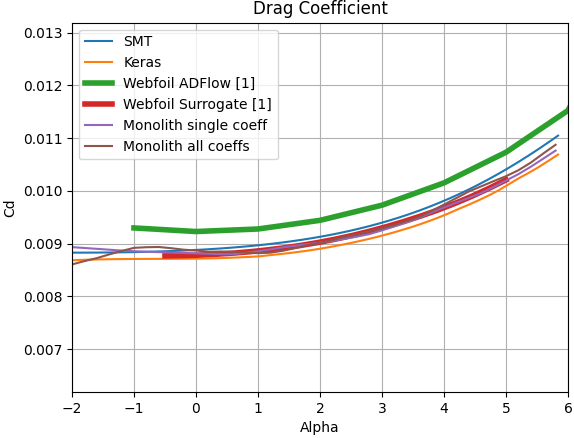 Drag Coefficient
0.013
0.012
0.011
0.010
0.009
0.008
0.007
Cd
SMT
Keras
Webfoil ADFlow [1]
Webfoil Surrogate [1]
Monolith single coeff
Monolith all coeffs
−2 −1 0 1 2 3 4 5 6
Alpha